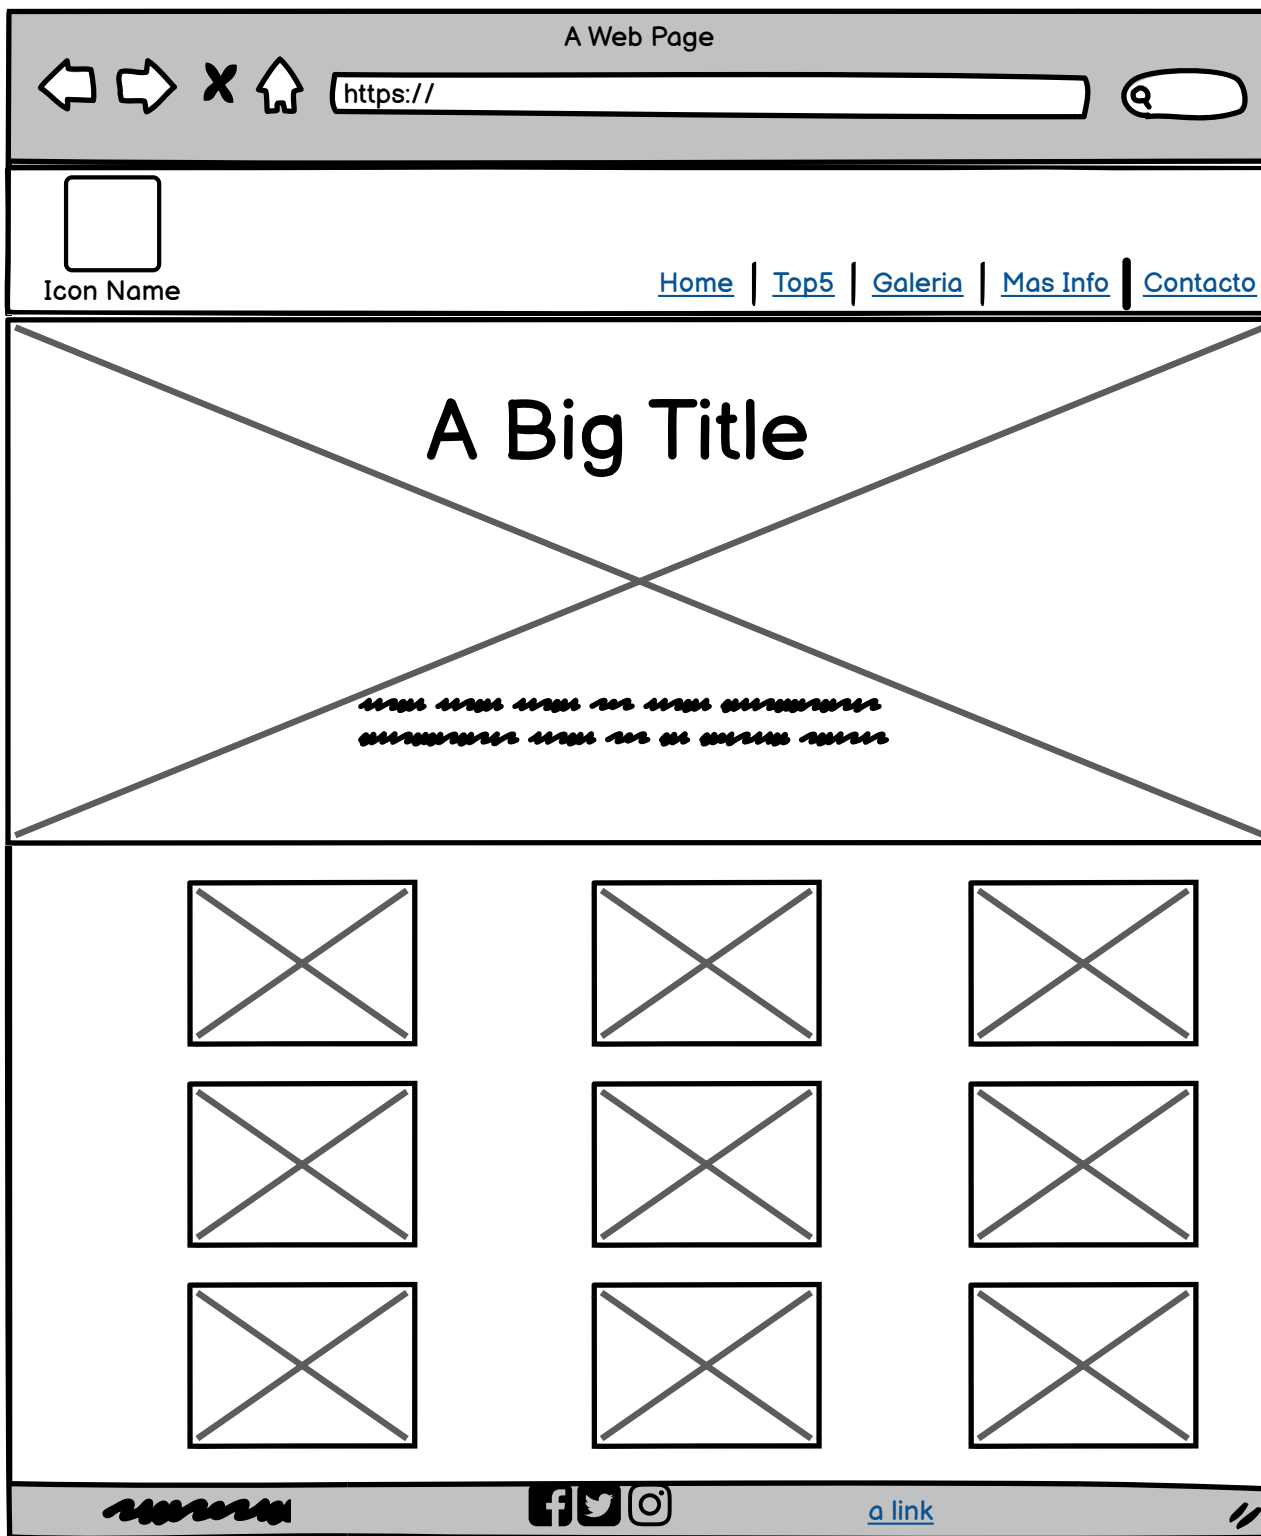 A Web Page
https://
Icon Name
Home Top5 Galeria Mas Info Contacto
A Big Title
a link